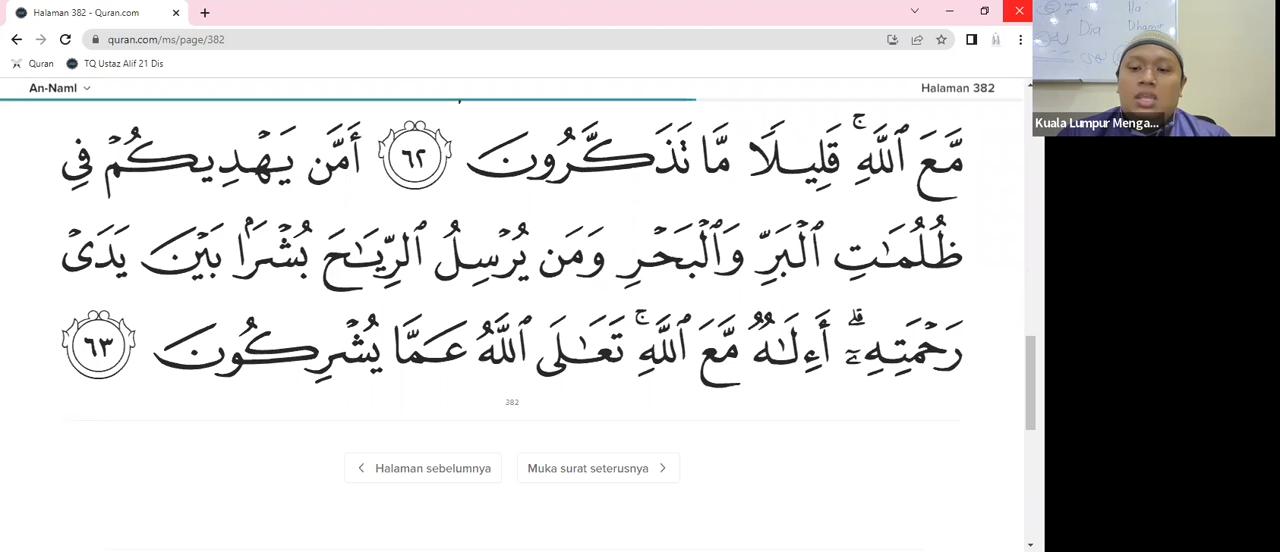 Halaman 382 - Quran.com
quran.com/ms/page/382
Quran TQ Ustaz Alif 21 Dis
An-Naml
Halaman 382
مَّعَ ٱللَّهِۚ قَلِيلًا مَّا تَذَكَّرُونَ ٦٢ أَمَّن يَهْدِيكُمْ فِى
ظُلُمَـٰتِ ٱلْبَرِّ وَٱلْبَحْرِ وَمَن يُرْسِلُ ٱلرِّيَـٰحَ بُشْرًۢا بَيْنَ يَدَىْ
رَحْمَتِهِۦٓ ۗ أَءِلَـٰهٌ مَّعَ ٱللَّهِۚ تَعَـٰلَى ٱللَّهُ عَمَّا يُشْرِكُونَ ٦٣
382
Halaman sebelumnya
Muka surat seterusnya
Dia
Kuala Lumpur Menga...